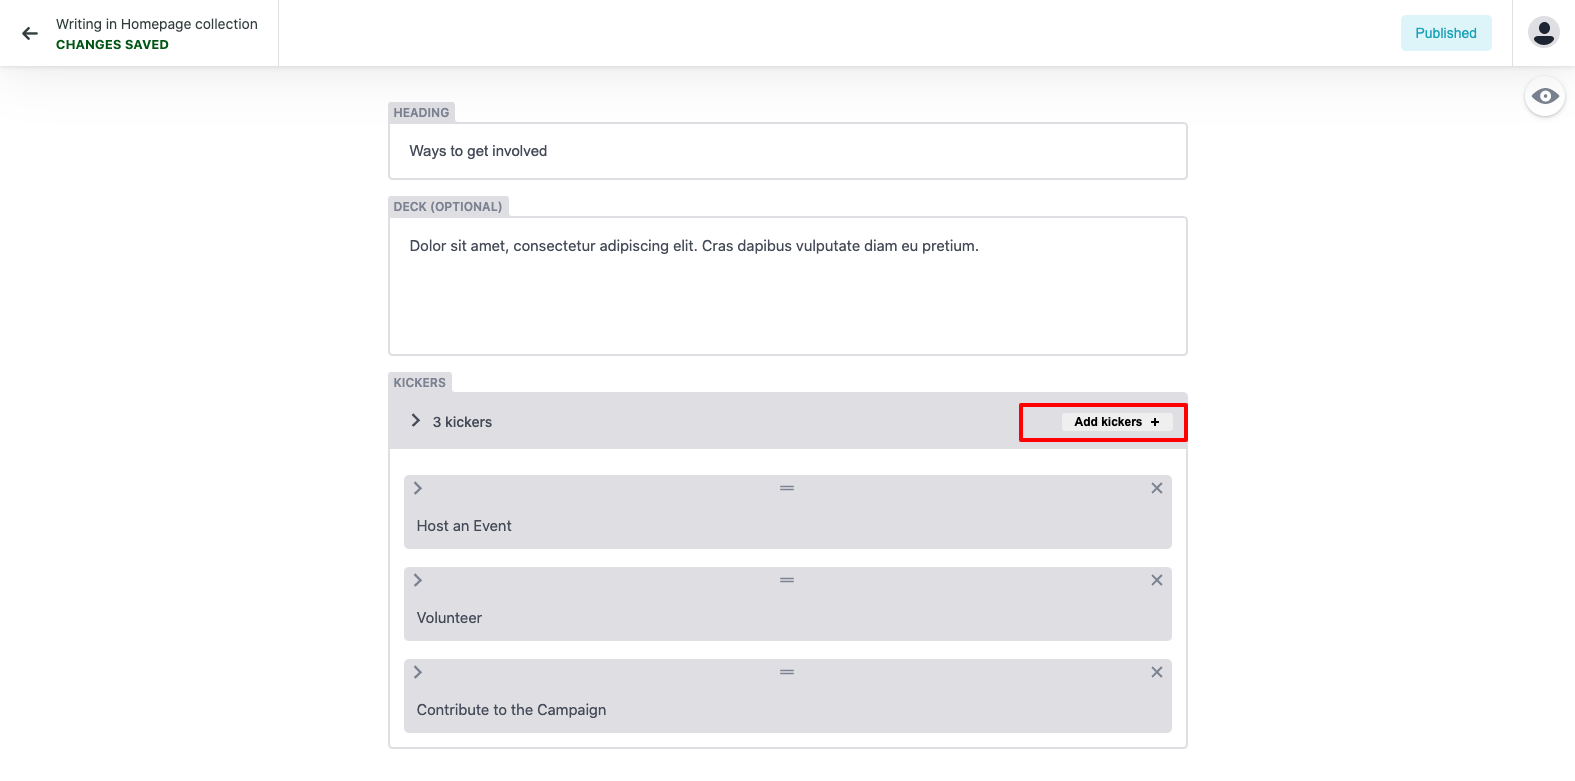 Writing in Homepage collection
CHANGES SAVED
Published
HEADING
Ways to get involved
DECK (OPTIONAL)
Dolor sit amet, consectetur adipiscing elit. Cras dapibus vulputate diam eu pretium.
KICKERS
3 kickers
Add kickers +
Host an Event
Volunteer
Contribute to the Campaign